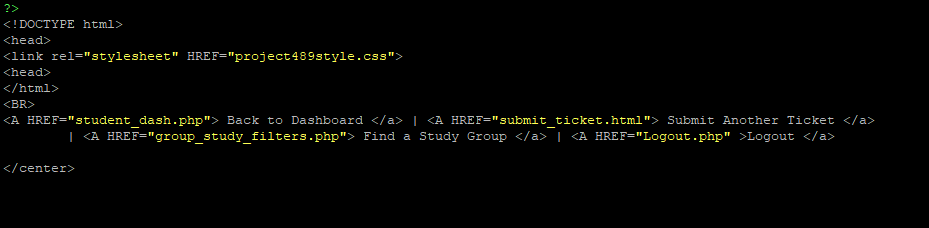 ?>
<!DOCTYPE html>
<head>
<link rel="stylesheet" HREF="project489style.css">
<head>
</html>
<BR>
<A HREF="student_dash.php"> Back to Dashboard </a> | <A HREF="submit_ticket.html"> Submit Another Ticket </a>
| <A HREF="group_study_filters.php"> Find a Study Group </a> | <A HREF="Logout.php" >Logout </a>
</center>